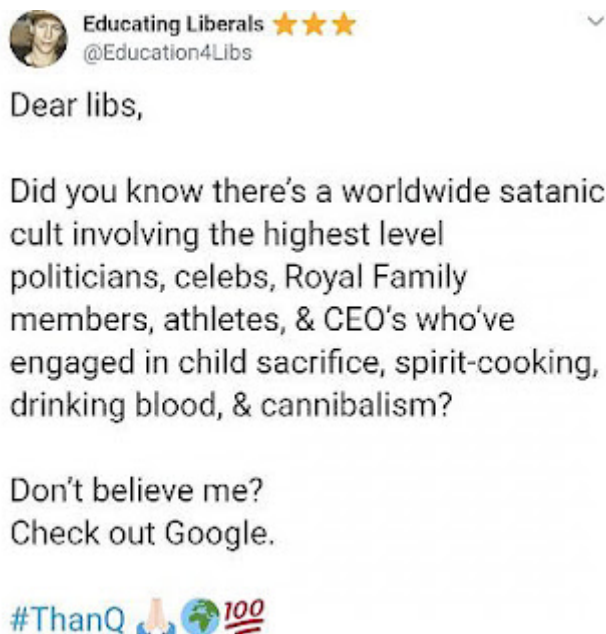 Educating Liberals ⭐⭐⭐
@Education4Libs
Dear libs,
Did you know there's a worldwide satanic
cult involving the highest level
politicians, celebs, Royal Family
members, athletes, & CEO's who've
engaged in child sacrifice, spirit-cooking,
drinking blood, & cannibalism?
Don't believe me?
Check out Google.
#ThanQ 🙏🏻🌍💯